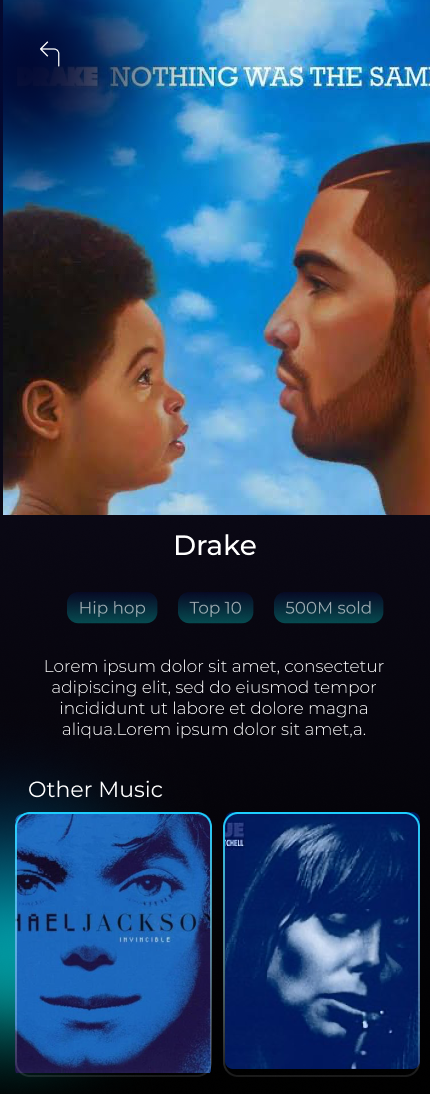 DRAKE NOTHING WAS THE SAM
Drake
Hip hop
Top 10
500M sold
Lorem ipsum dolor sit amet, consectetur
adipiscing elit, sed do eiusmod tempor
incididunt ut labore et dolore magna
aliqua.Lorem ipsum dolor sit amet,a.
Other Music
HAELJACKSO
INVINCIBLE
UE
TCHELL